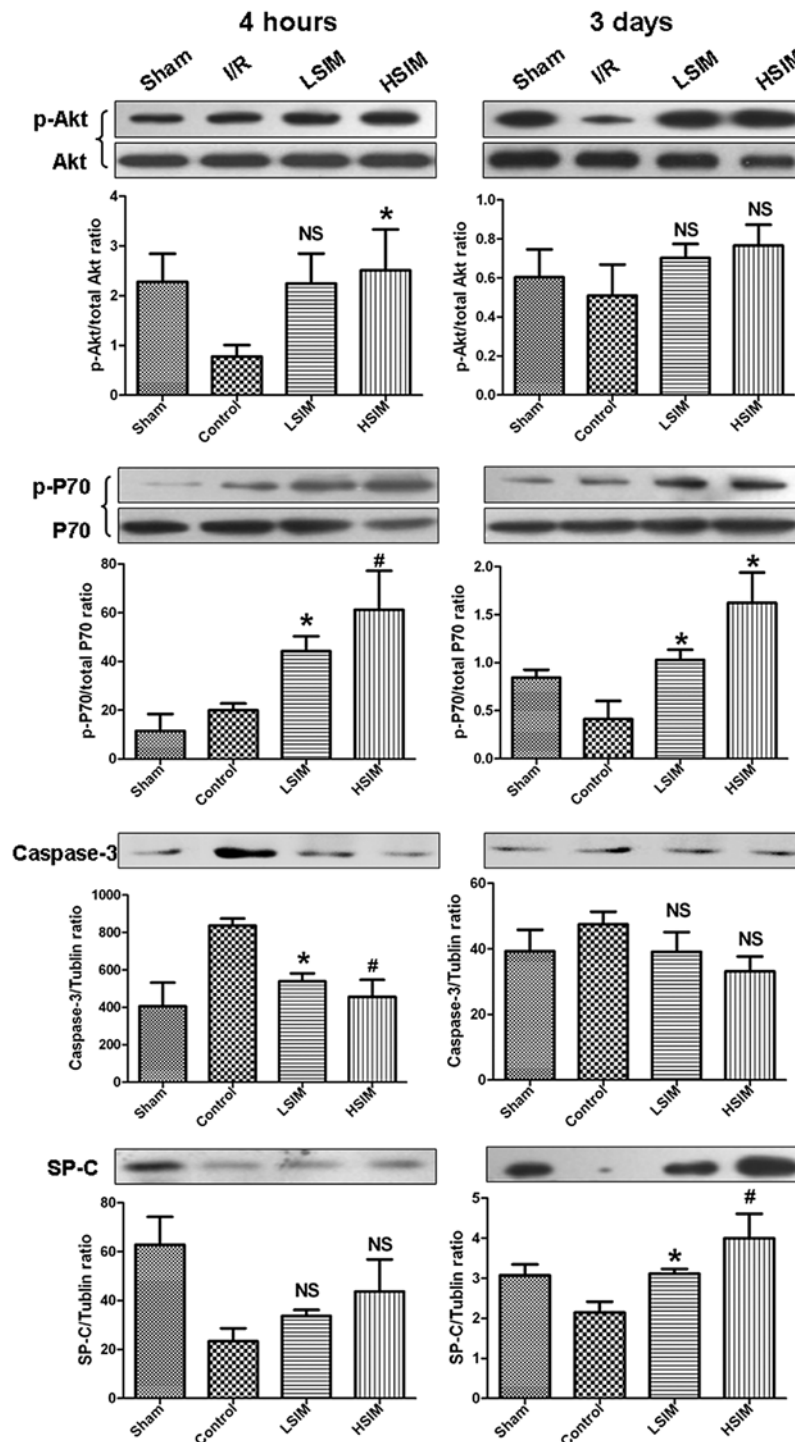 4 hours 3 days
Sham I/R LSIM HSIM Sham I/R LSIM HSIM
p-Akt
Akt
p-Akt/total Akt ratio
4
3
2
1
0
NS *
Sham Control LSIM HSIM
p-Akt/total Akt ratio
1.0
0.8
0.6
0.4
0.2
0.0
NS NS
Sham Control LSIM HSIM
p-P70
P70
p-P70/total P70 ratio
80
60
40
20
0
* #
Sham Control LSIM HSIM
p-P70/total P70 ratio
2.0
1.5
1.0
0.5
0.0
* *
Sham Control LSIM HSIM
Caspase-3
Caspase-3/Tublin ratio
1000
800
600
400
200
0
* #
Sham Control LSIM HSIM
Caspase-3/Tublin ratio
60
40
20
0
NS NS
Sham Control LSIM HSIM
SP-C
SP-C/Tublin ratio
80
60
40
20
0
NS NS
Sham Control LSIM HSIM
SP-C/Tublin ratio
5
4
3
2
1
0
* #
Sham Control LSIM HSIM